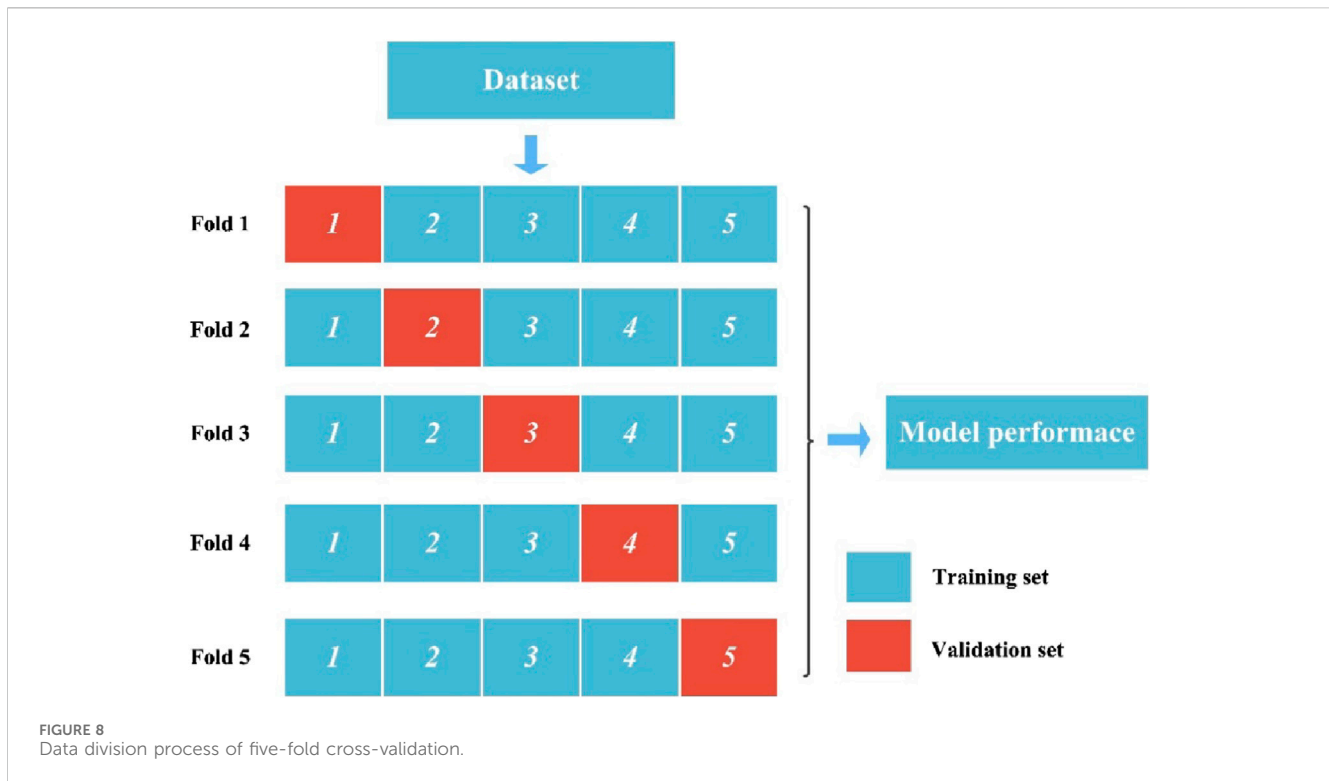 Dataset
Fold 1 1 2 3 4 5
Fold 2 1 2 3 4 5
Fold 3 1 2 3 4 5
Model performace
Fold 4 1 2 3 4 5
Training set
Fold 5 1 2 3 4 5
Validation set
FIGURE 8
Data division process of five-fold cross-validation.